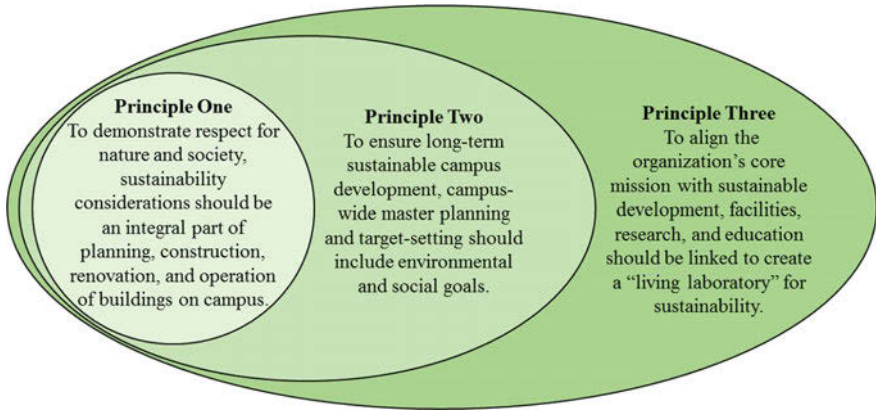 Principle One
To demonstrate respect for
nature and society,
sustainability
considerations should be
an integral part of
planning, construction,
renovation, and operation
of buildings on campus.
Principle Two
To ensure long-term
sustainable campus
development, campus-
wide master planning
and target-setting should
include environmental
and social goals.
Principle Three
To align the
organization’s core
mission with sustainable
development, facilities,
research, and education
should be linked to create
a “living laboratory” for
sustainability.